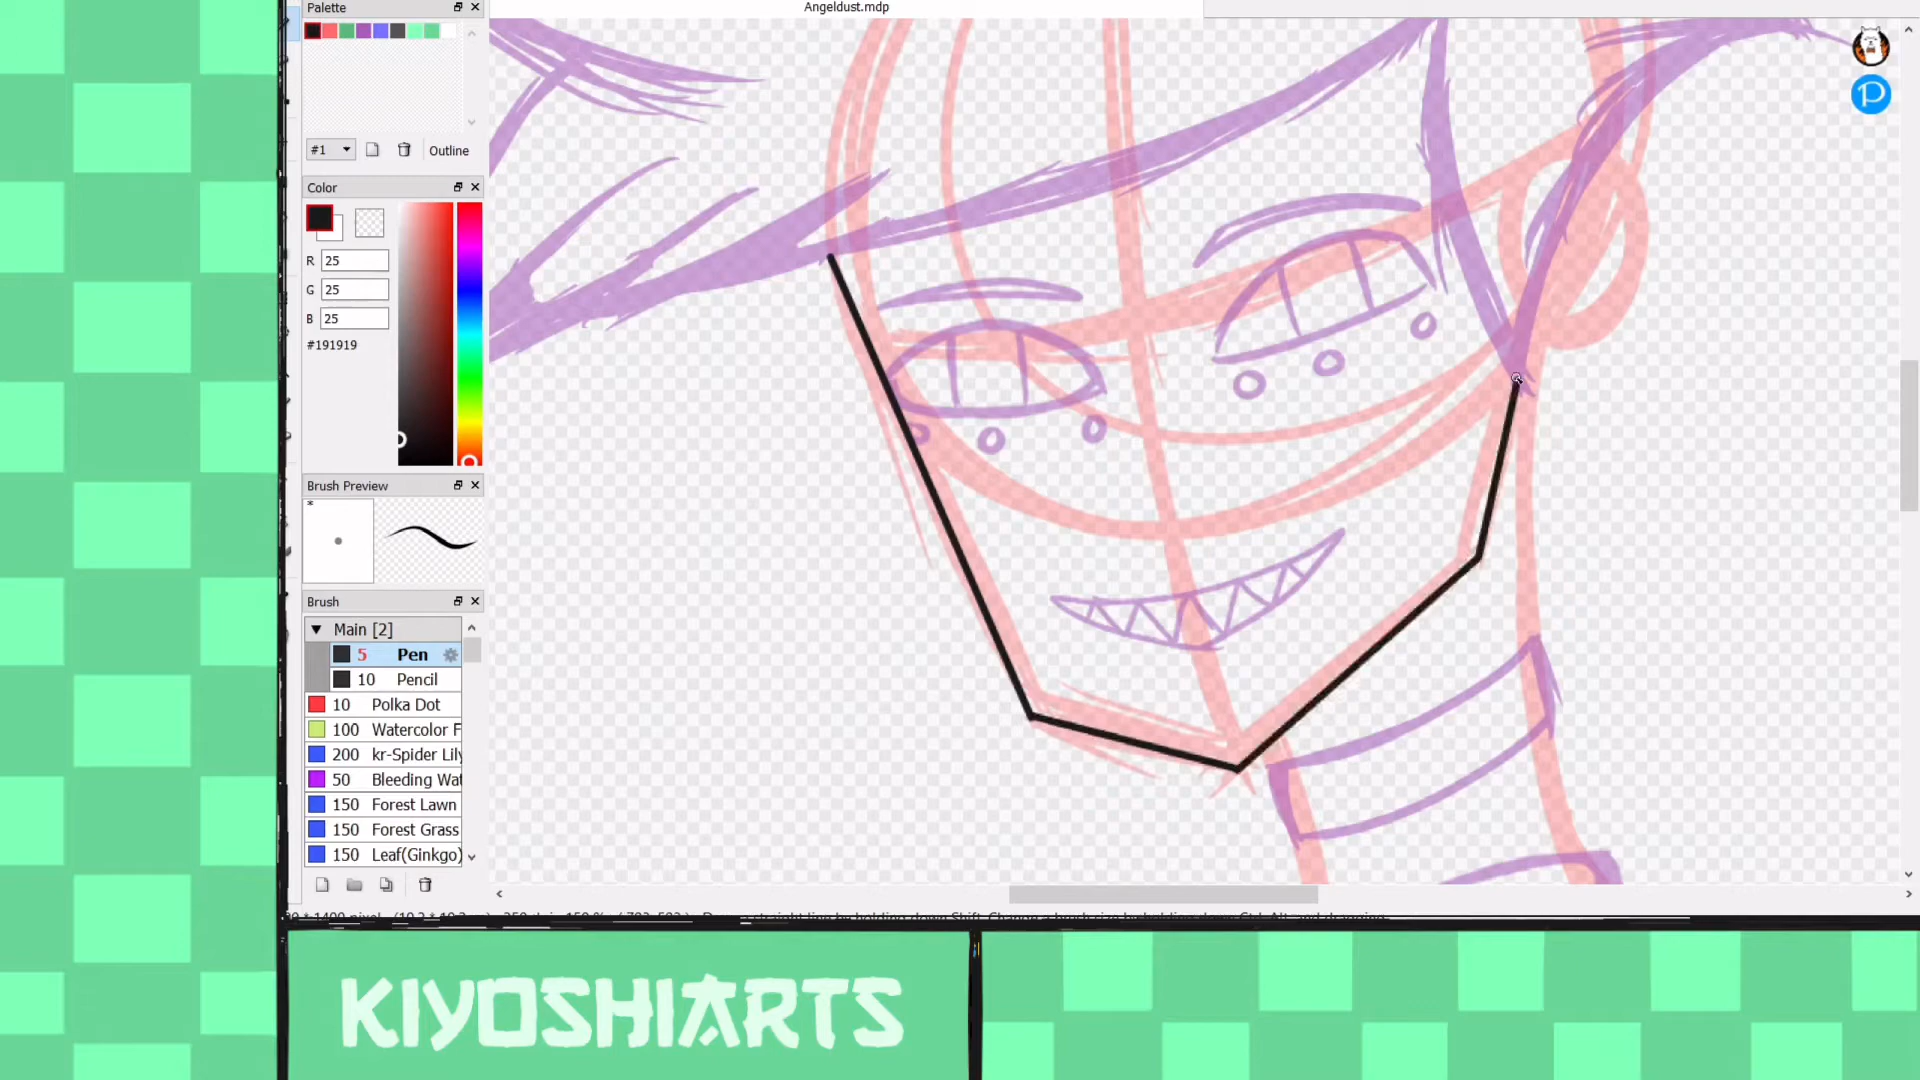 Palette
Angeldust.mdp
#1
Outline
Color
R 25
G 25
B 25
#191919
Brush Preview
*
Brush
Main [2]
5 Pen
10 Pencil
10 Polka Dot
100 Watercolor F
200 kr-Spider Lily
50 Bleeding Wat
150 Forest Lawn
150 Forest Grass
150 Leaf(Ginkgo)
P
KIYOSHIARTS